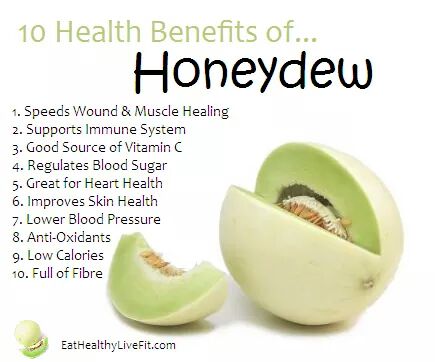 10 Health Benefits of...
Honeydew
1. Speeds Wound & Muscle Healing
2. Supports Immune System
3. Good Source of Vitamin C
4. Regulates Blood Sugar
5. Great for Heart Health
6. Improves Skin Health
7. Lower Blood Pressure
8. Anti-Oxidants
9. Low Calories
10. Full of Fibre
EatHealthyLiveFit.com